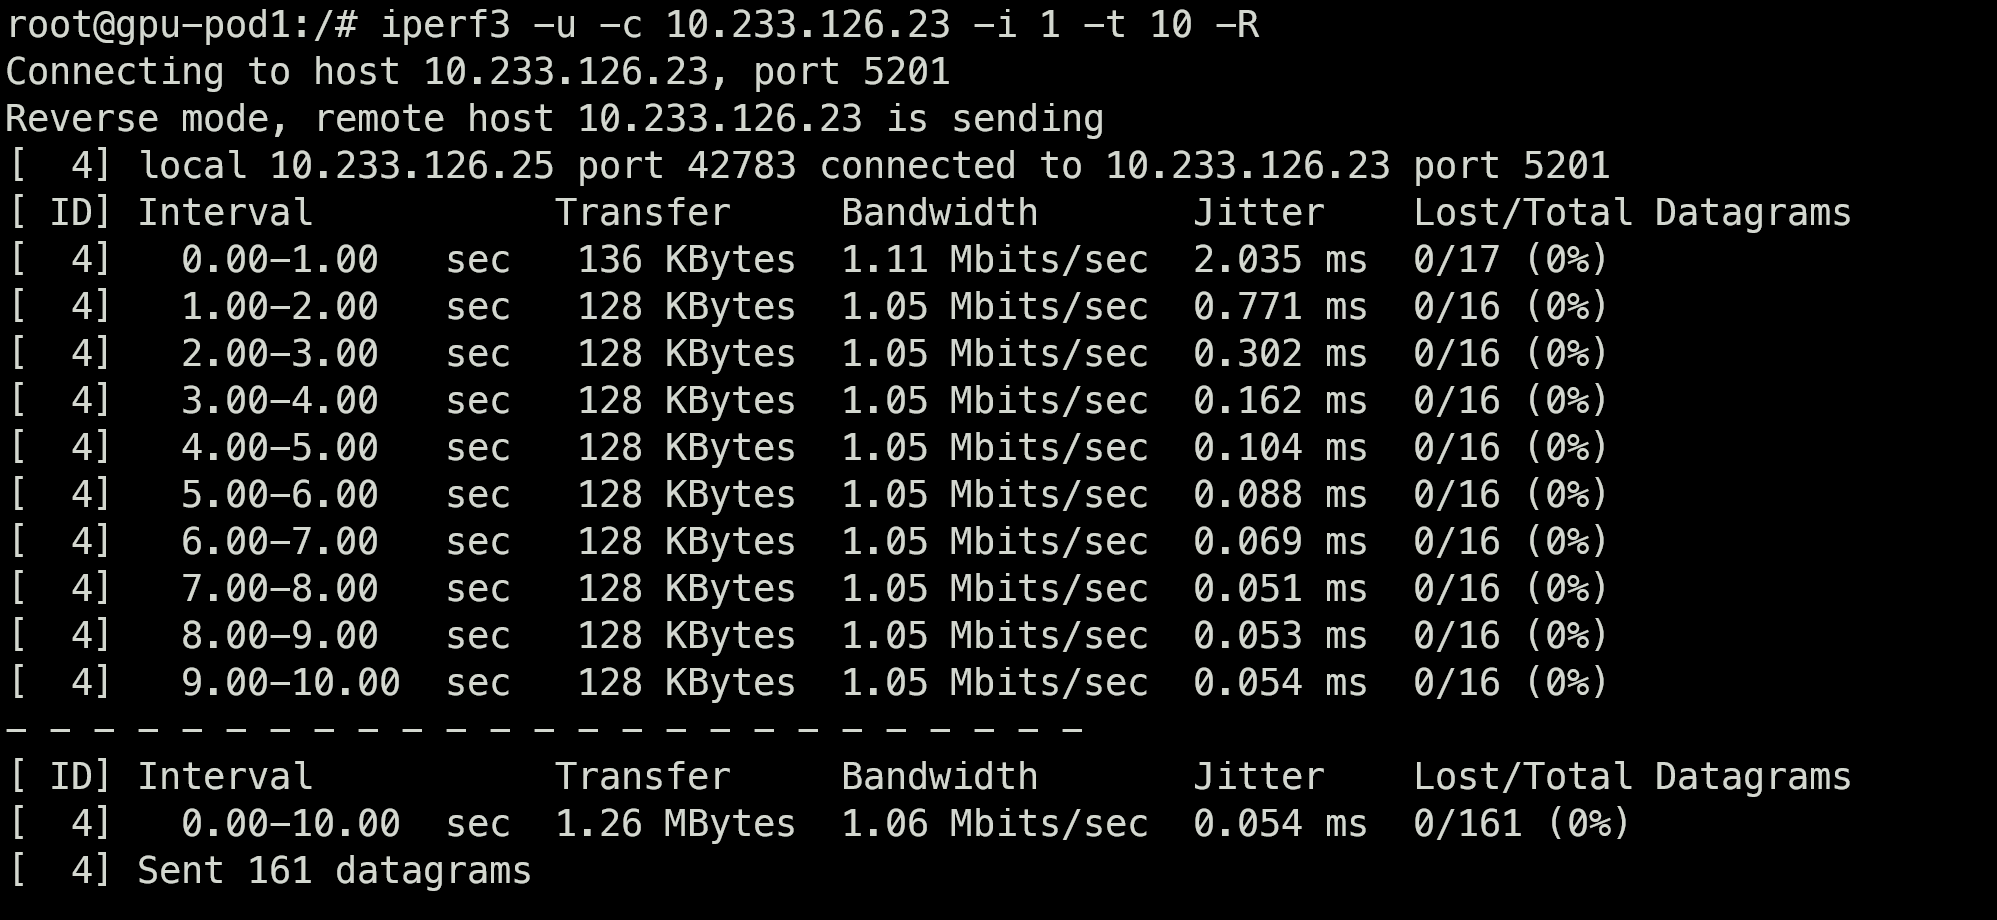 root@gpu-pod1:/# iperf3 -u -c 10.233.126.23 -i 1 -t 10 -R
Connecting to host 10.233.126.23, port 5201
Reverse mode, remote host 10.233.126.23 is sending
[  4] local 10.233.126.25 port 42783 connected to 10.233.126.23 port 5201
[ ID] Interval           Transfer     Bandwidth       Jitter    Lost/Total Datagrams
[  4]   0.00-1.00   sec   136 KBytes  1.11 Mbits/sec  2.035 ms  0/17 (0%)
[  4]   1.00-2.00   sec   128 KBytes  1.05 Mbits/sec  0.771 ms  0/16 (0%)
[  4]   2.00-3.00   sec   128 KBytes  1.05 Mbits/sec  0.302 ms  0/16 (0%)
[  4]   3.00-4.00   sec   128 KBytes  1.05 Mbits/sec  0.162 ms  0/16 (0%)
[  4]   4.00-5.00   sec   128 KBytes  1.05 Mbits/sec  0.104 ms  0/16 (0%)
[  4]   5.00-6.00   sec   128 KBytes  1.05 Mbits/sec  0.088 ms  0/16 (0%)
[  4]   6.00-7.00   sec   128 KBytes  1.05 Mbits/sec  0.069 ms  0/16 (0%)
[  4]   7.00-8.00   sec   128 KBytes  1.05 Mbits/sec  0.051 ms  0/16 (0%)
[  4]   8.00-9.00   sec   128 KBytes  1.05 Mbits/sec  0.053 ms  0/16 (0%)
[  4]   9.00-10.00  sec   128 KBytes  1.05 Mbits/sec  0.054 ms  0/16 (0%)
- - - - - - - - - - - - - - - - - - - - - - - - -
[ ID] Interval           Transfer     Bandwidth       Jitter    Lost/Total Datagrams
[  4]   0.00-10.00  sec  1.26 MBytes  1.06 Mbits/sec  0.054 ms  0/161 (0%)
[  4] Sent 161 datagrams